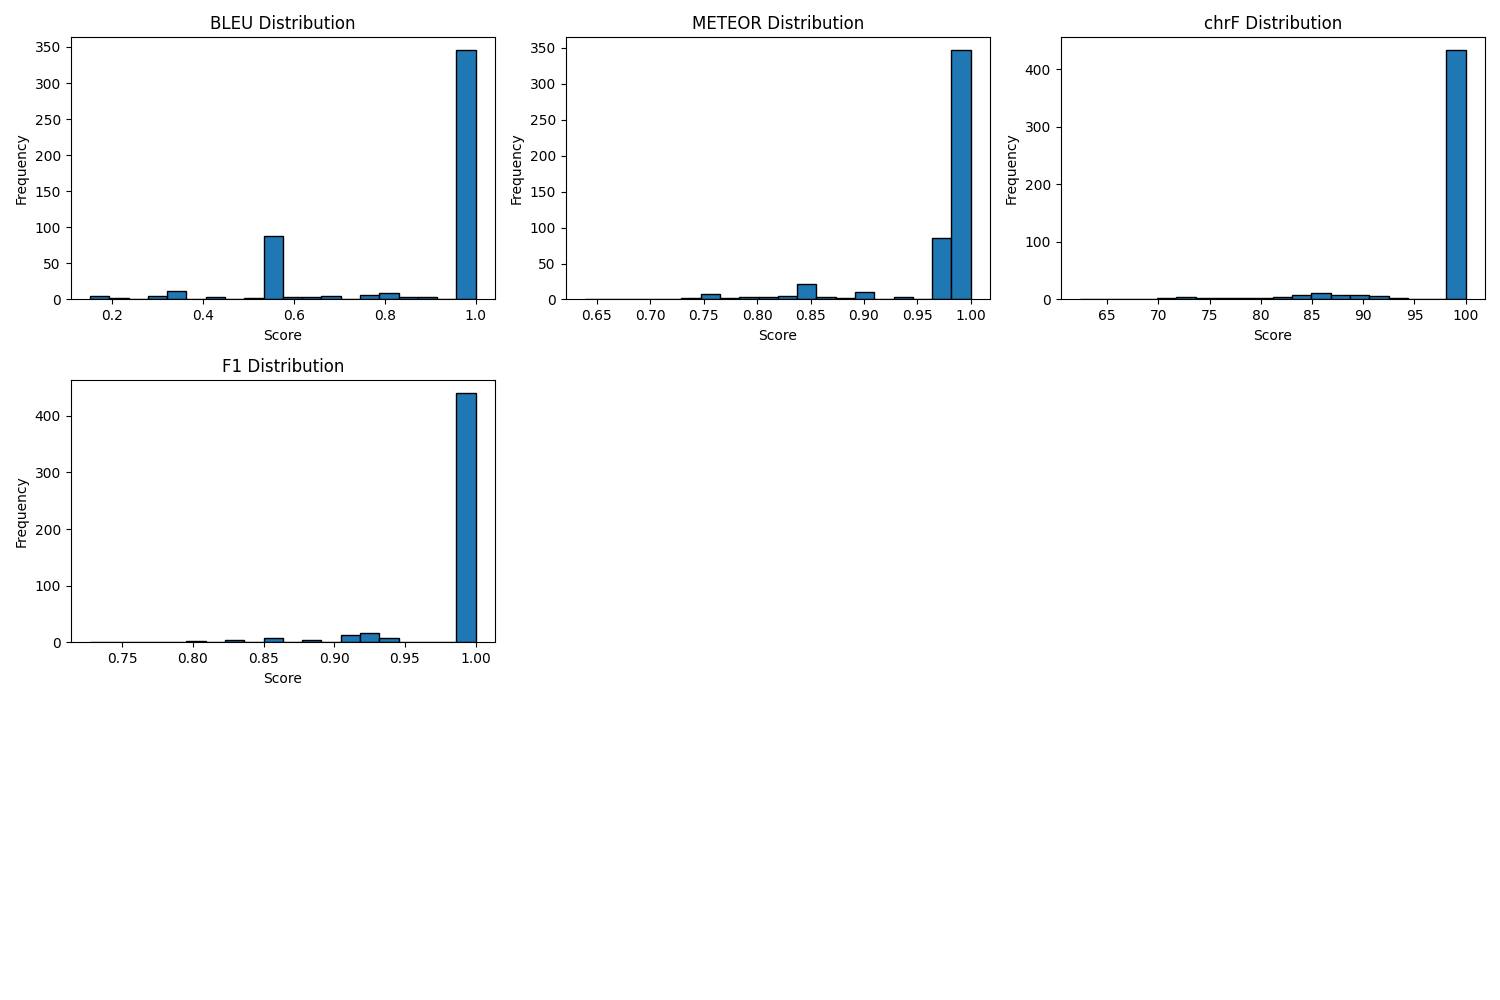 BLEU Distribution
350
300
250
200
150
100
50
0
Frequency
0.2 0.4 0.6 0.8 1.0
Score
METEOR Distribution
350
300
250
200
150
100
50
0
Frequency
0.65 0.70 0.75 0.80 0.85 0.90 0.95 1.00
Score
chrF Distribution
400
300
200
100
0
Frequency
65 70 75 80 85 90 95 100
Score
F1 Distribution
400
300
200
100
0
Frequency
0.75 0.80 0.85 0.90 0.95 1.00
Score